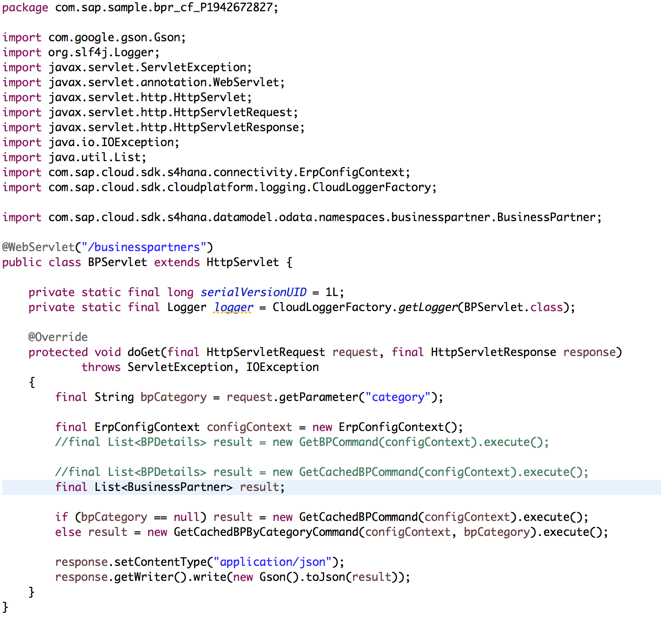 package com.sap.sample.bpr_cf_P1942672827;
import com.google.gson.Gson;
import org.slf4j.Logger;
import javax.servlet.ServletException;
import javax.servlet.annotation.WebServlet;
import javax.servlet.http.HttpServlet;
import javax.servlet.http.HttpServletRequest;
import javax.servlet.http.HttpServletResponse;
import java.io.IOException;
import java.util.List;
import com.sap.cloud.sdk.s4hana.connectivity.ErpConfigContext;
import com.sap.cloud.sdk.cloudplatform.logging.CloudLoggerFactory;
import com.sap.cloud.sdk.s4hana.datamodel.odata.namespaces.businesspartner.BusinessPartner;
@WebServlet("/businesspartners")
public class BPServlet extends HttpServlet {
    private static final long serialVersionUID = 1L;
    private static final Logger logger = CloudLoggerFactory.getLogger(BPServlet.class);
    @Override
    protected void doGet(final HttpServletRequest request, final HttpServletResponse response)
            throws ServletException, IOException
    {
        final String bpCategory = request.getParameter("category");
        final ErpConfigContext configContext = new ErpConfigContext();
        //final List<BPDetails> result = new GetBPCommand(configContext).execute();
        //final List<BPDetails> result = new GetCachedBPCommand(configContext).execute();
        final List<BusinessPartner> result;
        if (bpCategory == null) result = new GetCachedBPCommand(configContext).execute();
        else result = new GetCachedBPByCategoryCommand(configContext, bpCategory).execute();
        response.setContentType("application/json");
        response.getWriter().write(new Gson().toJson(result));
    }
}